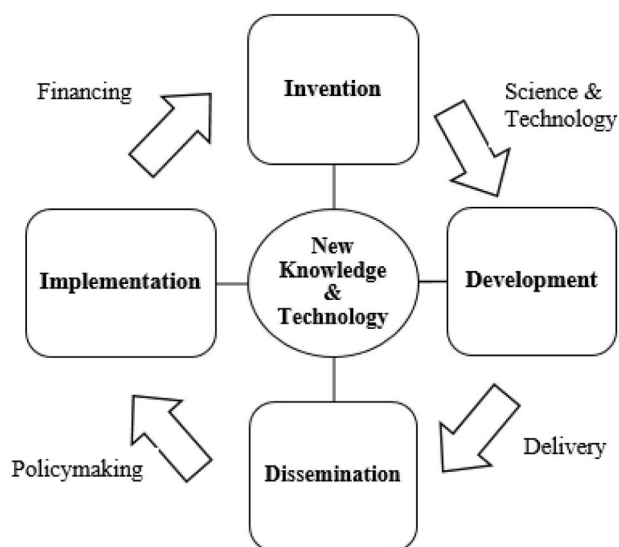 Invention
Financing
Science &
Technology
New
Knowledge
&
Technology
Implementation
Development
Policymaking
Dissemination
Delivery